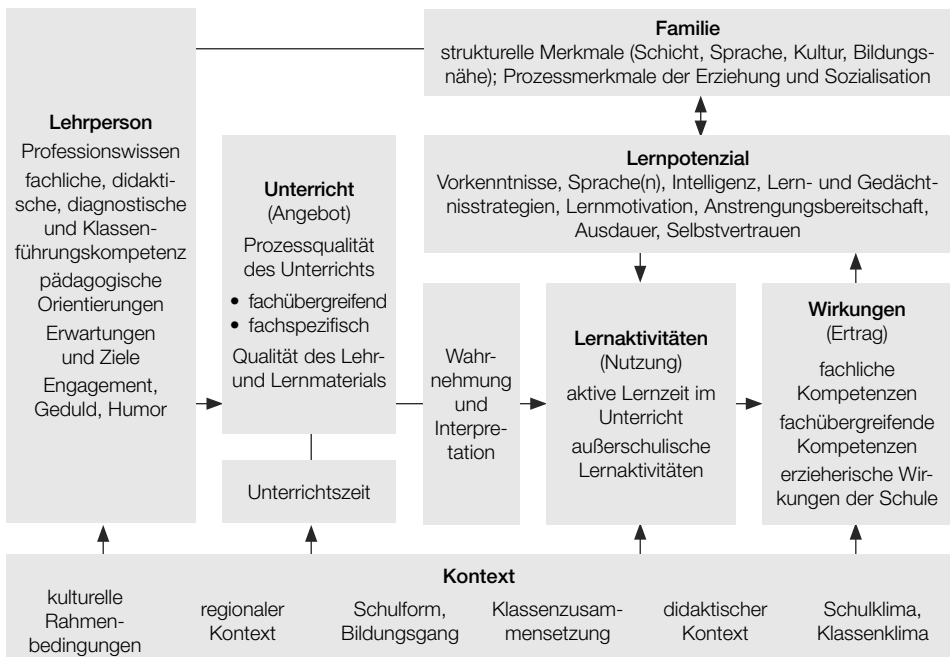 Familie
strukturelle Merkmale (Schicht, Sprache, Kultur, Bildungs-
nähe); Prozessmerkmale der Erziehung und Sozialisation
Lehrperson
Professionswissen
fachliche, didakti-
sche, diagnostische
und Klassen-
führungskompetenz
pädagogische
Orientierungen
Erwartungen
und Ziele
Engagement,
Geduld, Humor
Unterricht
(Angebot)
Prozessqualität
des Unterrichts
• fachübergreifend
• fachspezifisch
Qualität des Lehr-
und Lernmaterials
Unterrichtszeit
Lernpotenzial
Vorkenntnisse, Sprache(n), Intelligenz, Lern- und Gedächt-
nisstrategien, Lernmotivation, Anstrengungsbereitschaft,
Ausdauer, Selbstvertrauen
Wahr-
nehmung
und
Interpre-
tation
Lernaktivitäten
(Nutzung)
aktive Lernzeit im
Unterricht
außerschulische
Lernaktivitäten
Wirkungen
(Ertrag)
fachliche
Kompetenzen
fachübergreifende
Kompetenzen
erzieherische Wir-
kungen der Schule
Kontext
kulturelle
Rahmen-
bedingungen
regionaler
Kontext
Schulform,
Bildungsgang
Klassenzusam-
mensetzung
didaktischer
Kontext
Schulklima,
Klassenklima